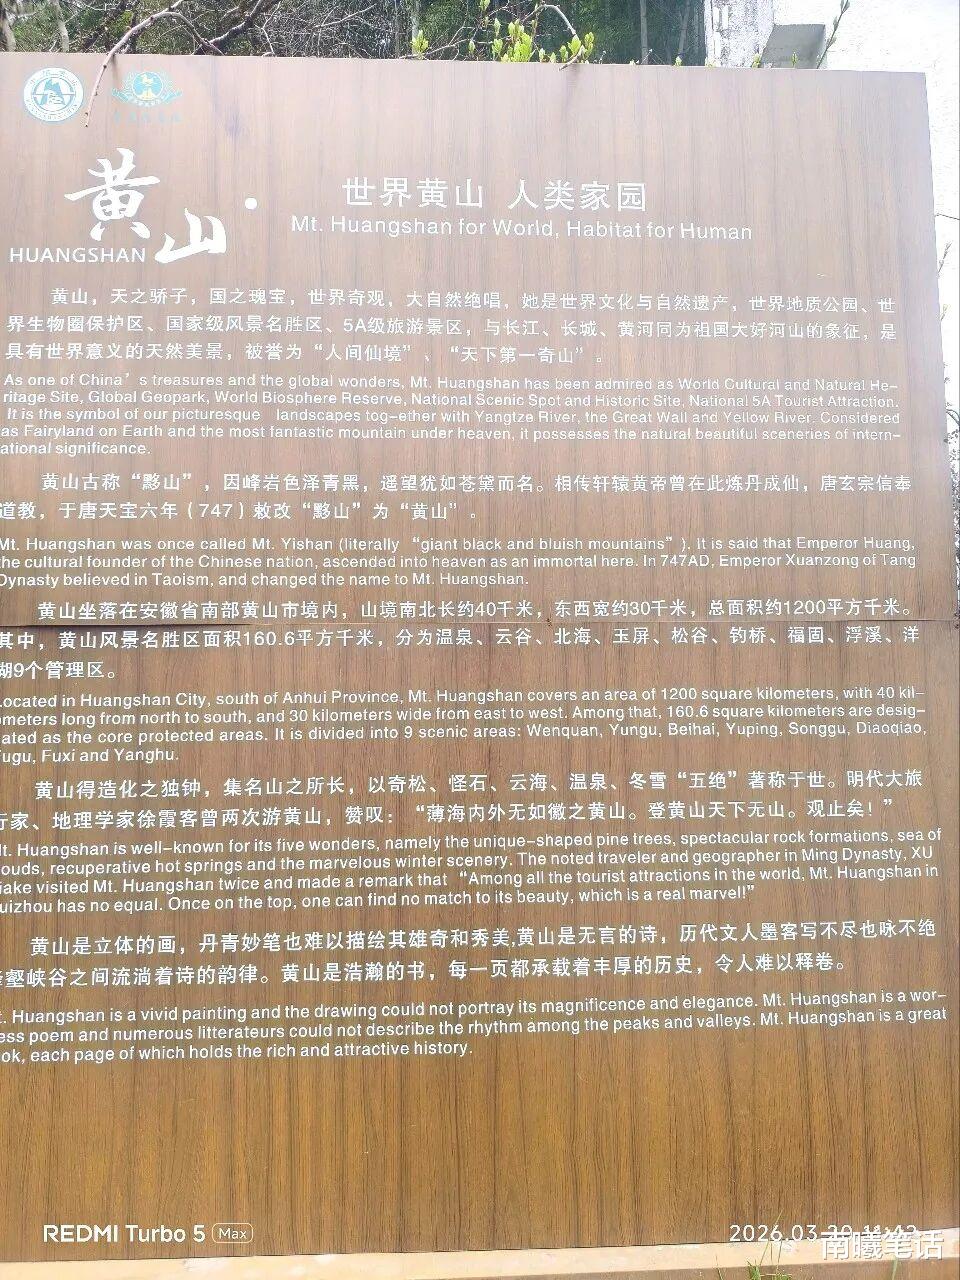 黄山
HUANGSHAN
世界黄山 人类家园
Mt. Huangshan for World, Habitat for Human
黄山，天之骄子，国之瑰宝，世界奇观，大自然绝唱，她是世界文化与自然遗产，世界地质公园、世
界生物圈保护区、国家级风景名胜区、5A级旅游景区，与长江、长城、黄河同为祖国大好河山的象征，是
具有世界意义的天然美景，被誉为“人间仙境”、“天下第一奇山”。
As one of China’s treasures and the global wonders, Mt. Huangshan has been admired as World Cultural and Natural He-
ritage Site, Global Geopark, World Biosphere Reserve, National Scenic Spot and Historic Site, National 5A Tourist Attraction.
It is the symbol of our picturesque landscapes tog-ether with Yangtze River, the Great Wall and Yellow River. Considered
as Fairyland on Earth and the most fantastic mountain under heaven, it possesses the natural beautiful sceneries of intern-
ational significance.
黄山古称“黟山”，因峰岩色泽青黑，遥望犹如苍黛而名。相传轩辕黄帝曾在此炼丹成仙，唐玄宗信奉
道教，于唐天宝六年（747）敕改“黟山”为“黄山”。
Mt. Huangshan was once called Mt. Yishan (literally “giant black and bluish mountains”). It is said that Emperor Huang,
the cultural founder of the Chinese nation, ascended into heaven as an immortal here. In 747AD, Emperor Xuanzong of Tang
Dynasty believed in Taoism, and changed the name to Mt. Huangshan.
黄山坐落在安徽省南部黄山市境内，山境南北长约40千米，东西宽约30千米，总面积约1200平方千米。
其中，黄山风景名胜区面积160.6平方千米，分为温泉、云谷、北海、玉屏、松谷、钓桥、福固、浮溪、洋
湖9个管理区。
ocated in Huangshan City, south of Anhui Province, Mt. Huangshan covers an area of 1200 square kilometers, with 40 kil-
ometers long from north to south, and 30 kilometers wide from east to west. Among that, 160.6 square kilometers are desig-
ated as the core protected areas. It is divided into 9 scenic areas: Wenquan, Yungu, Beihai, Yuping, Songgu, Diaoqiao,
ugu, Fuxi and Yanghu.
黄山得造化之独钟，集名山之所长，以奇松、怪石、云海、温泉、冬雪“五绝”著称于世。明代大旅
行家、地理学家徐霞客曾两次游黄山，赞叹：“薄海内外无如徽之黄山。登黄山天下无山。观止矣！”
t. Huangshan is well-known for its five wonders, namely the unique-shaped pine trees, spectacular rock formations, sea of
ouds, recuperative hot springs and the marvelous winter scenery. The noted traveler and geographer in Ming Dynasty, XU
iake visited Mt. Huangshan twice and made a remark that “Among all the tourist attractions in the world, Mt. Huangshan in
uizhou has no equal. Once on the top, one can find no match to its beauty, which is a real marvel!”
黄山是立体的画，丹青妙笔也难以描绘其雄奇和秀美,黄山是无言的诗，历代文人墨客写不尽也咏不绝
壑峡谷之间流淌着诗的韵律。黄山是浩瀚的书，每一页都承载着丰厚的历史，令人难以释卷。
t. Huangshan is a vivid painting and the drawing could not portray its magnificence and elegance. Mt. Huangshan is a wor-
ess poem and numerous litterateurs could not describe the rhythm among the peaks and valleys. Mt. Huangshan is a great
ok, each page of which holds the rich and attractive history.
REDMI Turbo 5 Max
2026.03.20 11:42
南曦笔话